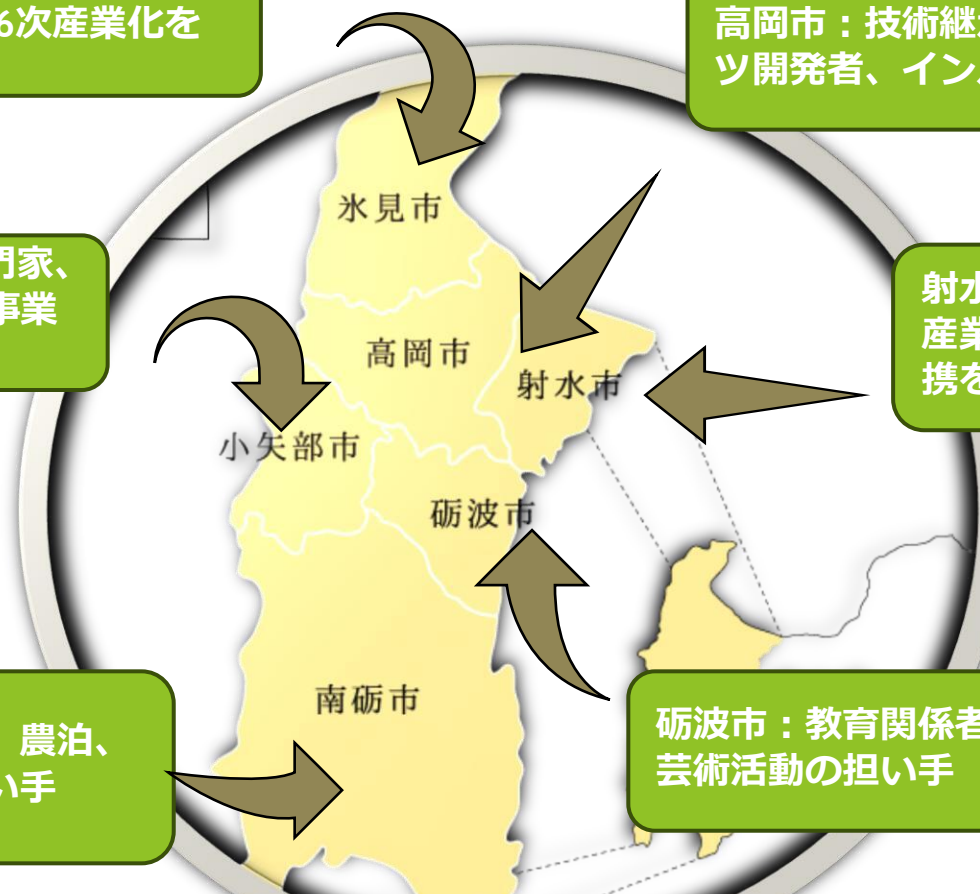 6次産業化を
高岡市：技術継
ツ開発者、イン
氷見市
門家、
事業
射水
産業
携を
高岡市
射水市
小矢部市
砺波市
南砺市
農泊、
い手
砺波市：教育関係者
芸術活動の担い手